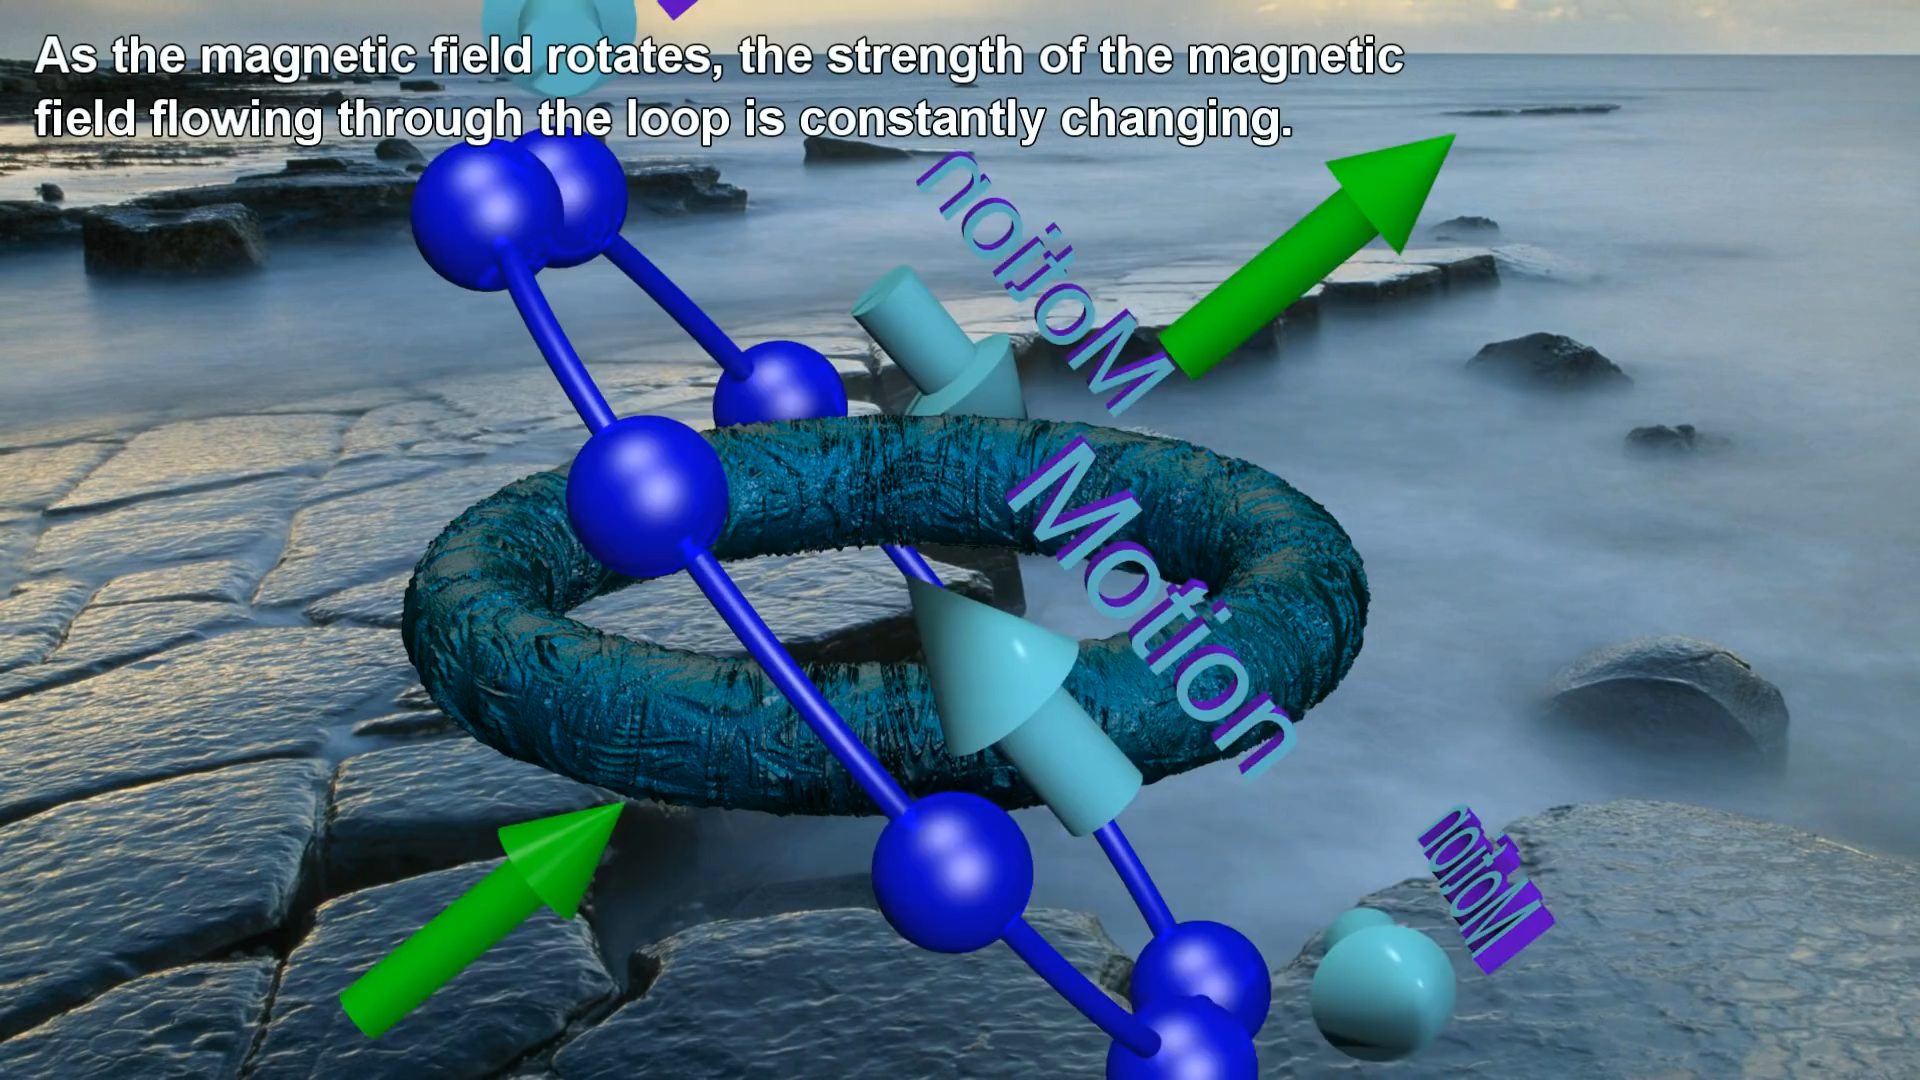 As the magnetic field rotates, the strength of the magnetic
field flowing through the loop is constantly changing.
Motion
Motion
Motion